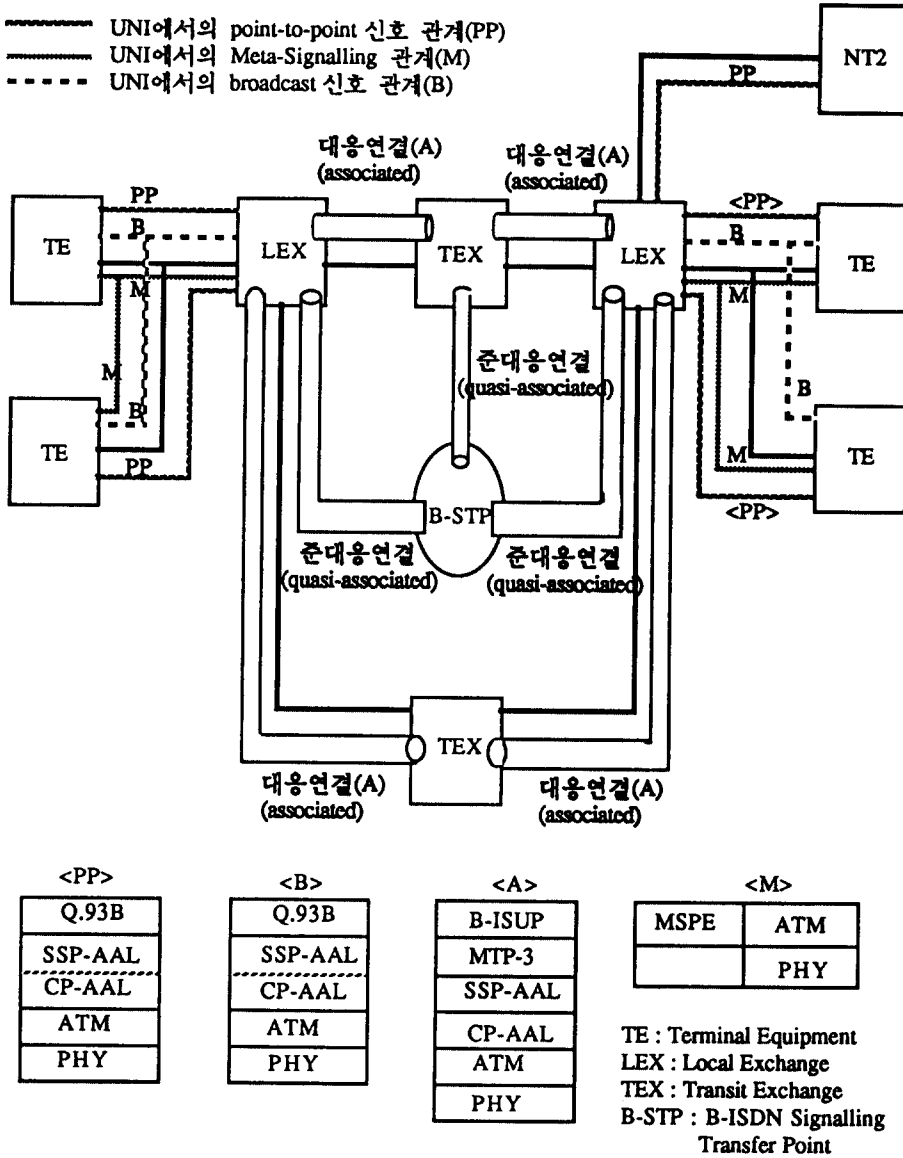 UNI에서의 point-to-point 신호 관계(PP)
UNI에서의 Meta-Signalling 관계(M)
UNI에서의 broadcast 신호 관계(B)
NT2
PP
대응연결(A)
(associated)
대응연결(A)
(associated)
PP
B
M
M
B
PP
TE
TE
LEX
TEX
LEX
<PP>
B
M
B
M
<PP>
TE
TE
준대응연결
(quasi-associated)
B-STP
준대응연결
(quasi-associated)
준대응연결
(quasi-associated)
TEX
대응연결(A)
(associated)
대응연결(A)
(associated)
<PP>
Q.93B
SSP-AAL
CP-AAL
ATM
PHY
<B>
Q.93B
SSP-AAL
CP-AAL
ATM
PHY
<A>
B-ISUP
MTP-3
SSP-AAL
CP-AAL
ATM
PHY
<M>
MSPE ATM
PHY
TE : Terminal Equipment
LEX : Local Exchange
TEX : Transit Exchange
B-STP : B-ISDN Signalling
Transfer Point